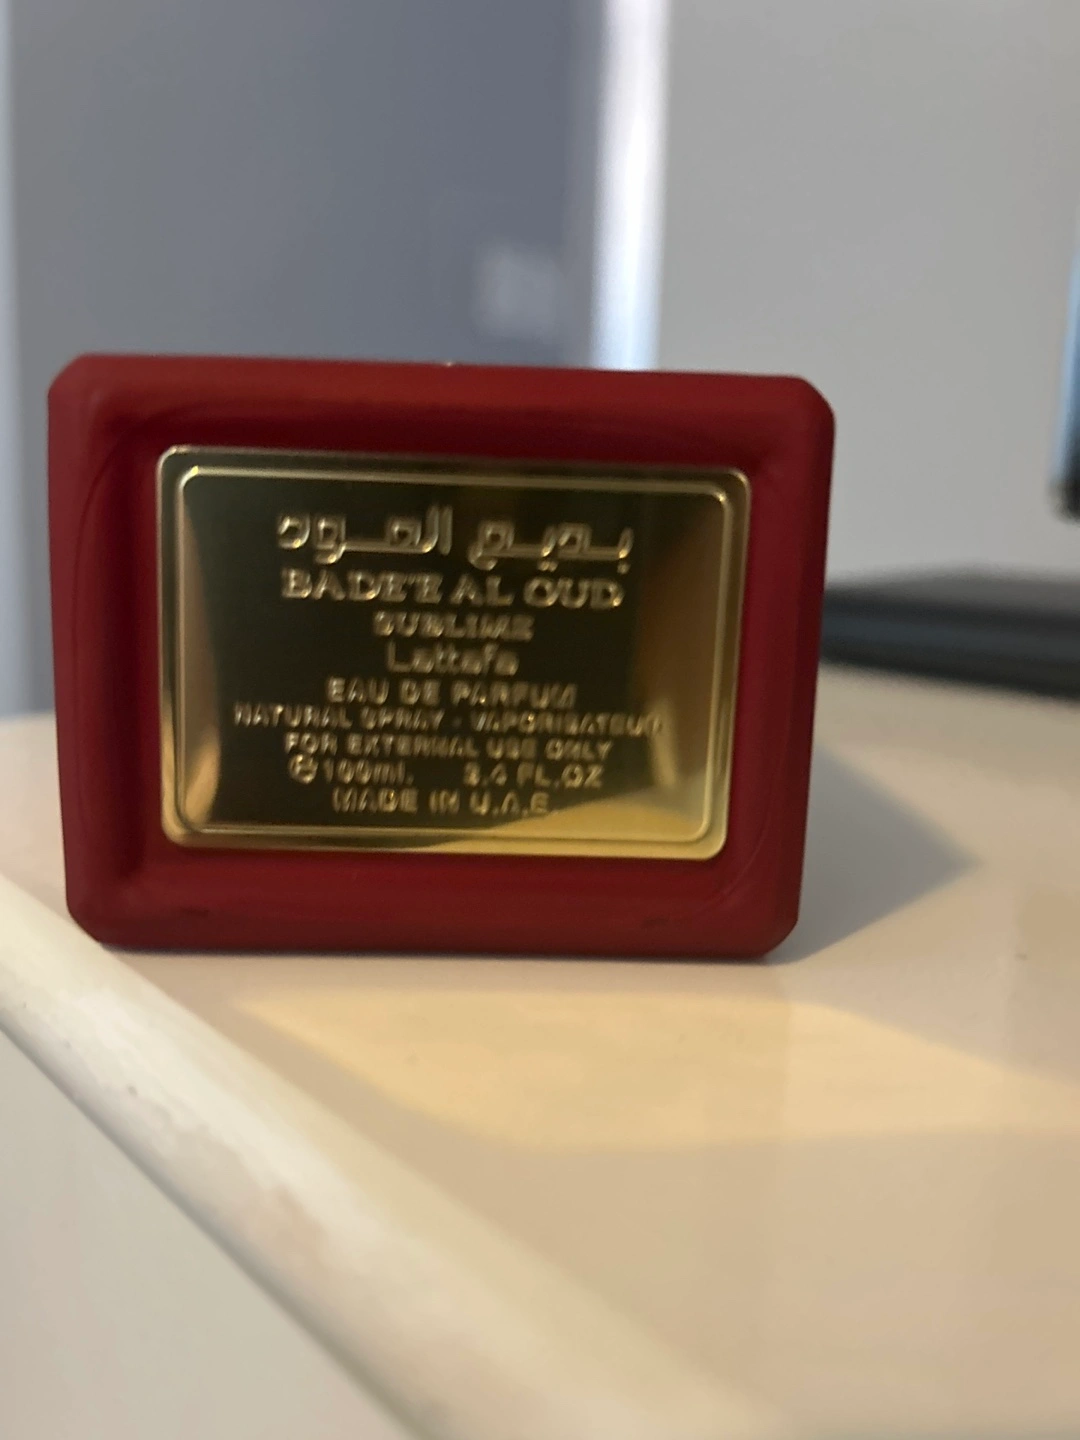 بديع العود
BADE'E AL OUD
SUBLIME
Lattafa
EAU DE PARFUM
NATURAL SPRAY - VAPORISATEUR
FOR EXTERNAL USE ONLY
℮100ml. 3.4 FL.OZ
MADE IN U.A.E.